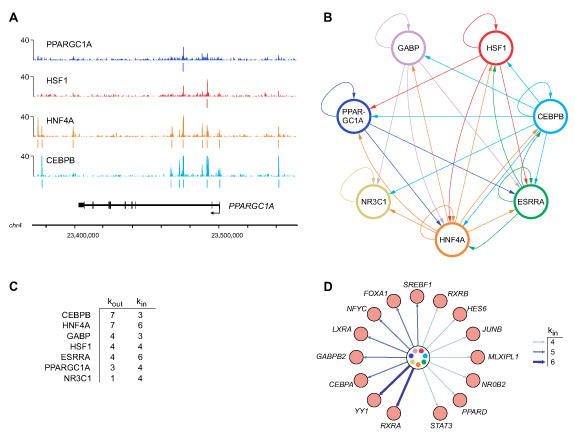 A
40
PPARGC1A
40
HSF1
40
HNF4A
40
CEBPB
PPARGC1A
chr4
23,400,000
23,500,000
B
GABP
HSF1
PPAR-
GC1A
CEBPB
NR3C1
ESRRA
HNF4A
C
kout kin
CEBPB 7 3
HNF4A 7 6
GABP 4 3
HSF1 4 4
ESRRA 4 6
PPARGC1A 3 4
NR3C1 1 4
D
SREBF1
FOXA1
RXRB
NFYC
HES6
LXRA
JUNB
GABPB2
MLXIPL1
CEBPA
NR0B2
YY1
PPARD
RXRA
STAT3
kin
4
5
6